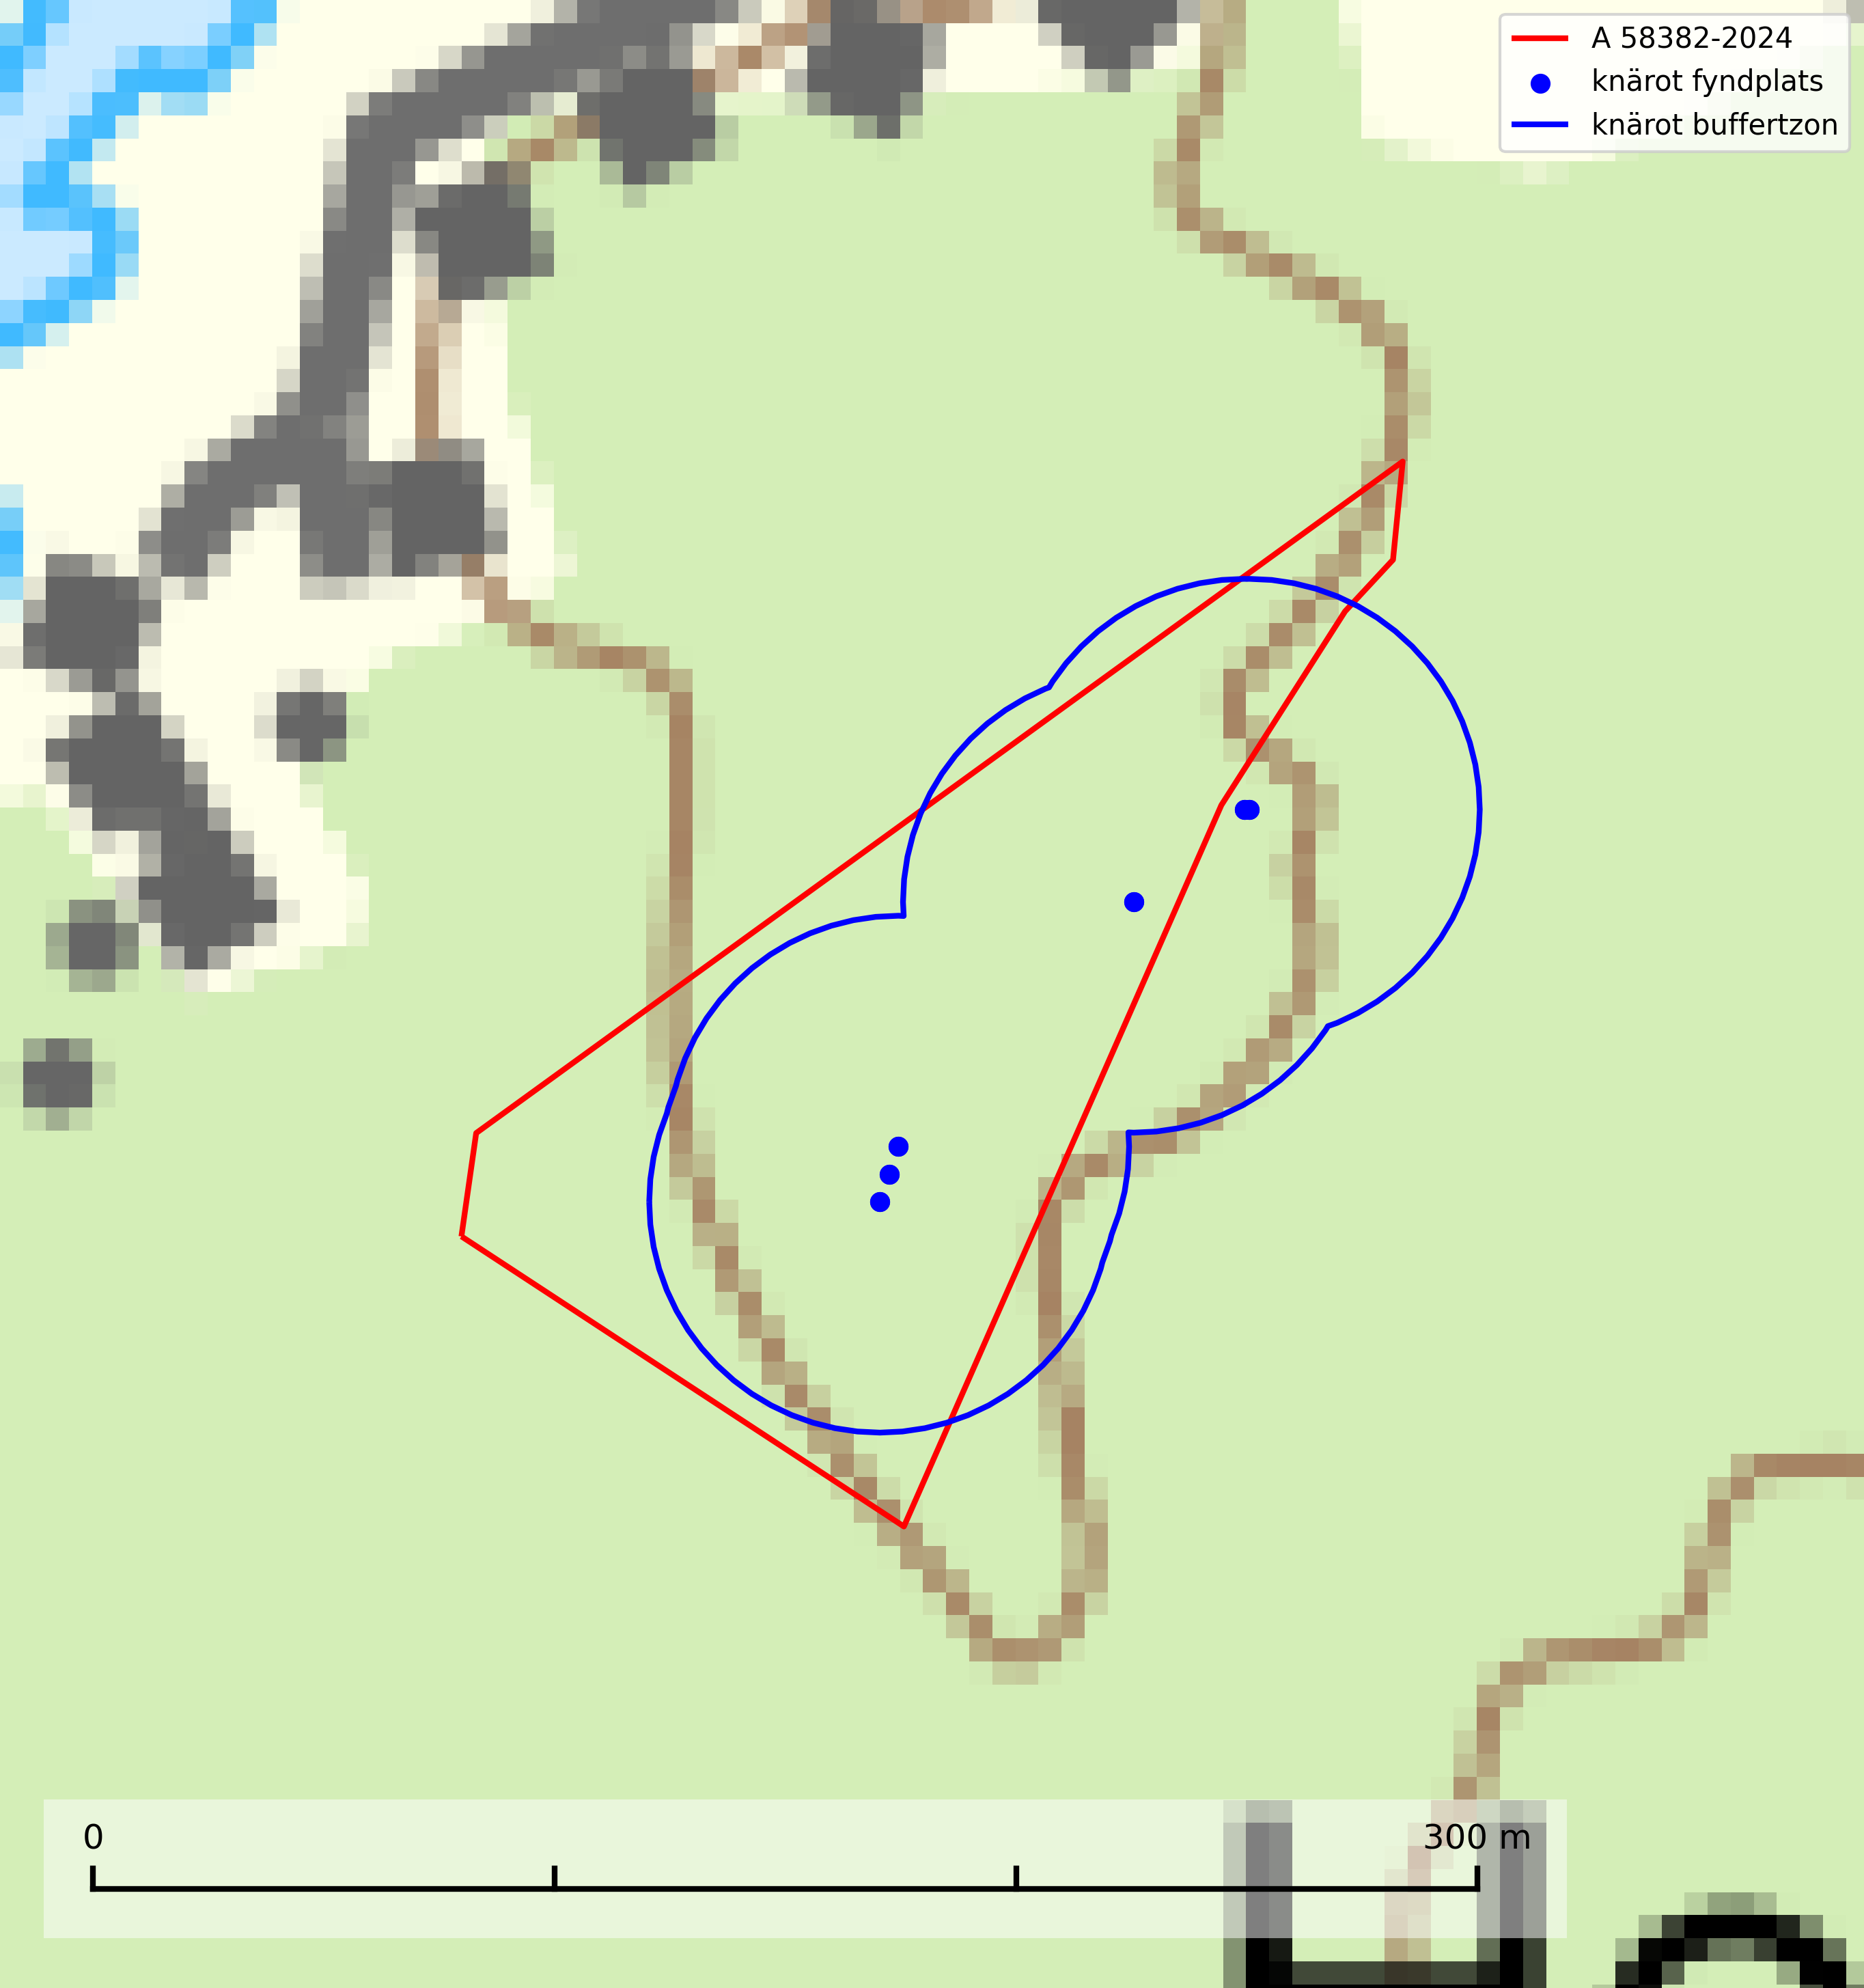 A 58382-2024
knärot fyndplats
knärot buffertzon
0 300 m